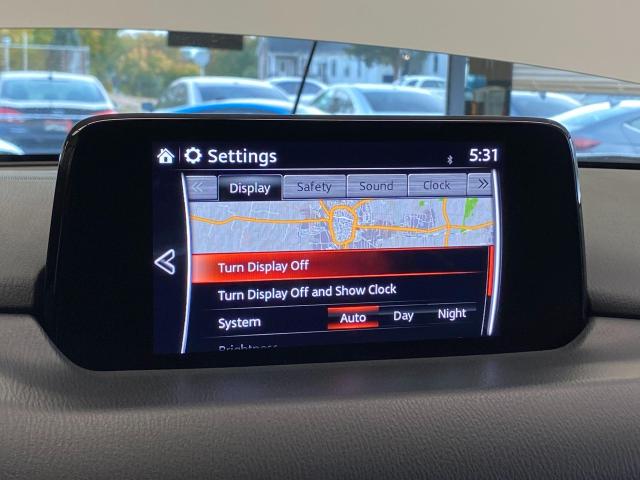 Settings 5:31
Display Safety Sound Clock
Turn Display Off
Turn Display Off and Show Clock
System Auto Day Night
Brightness